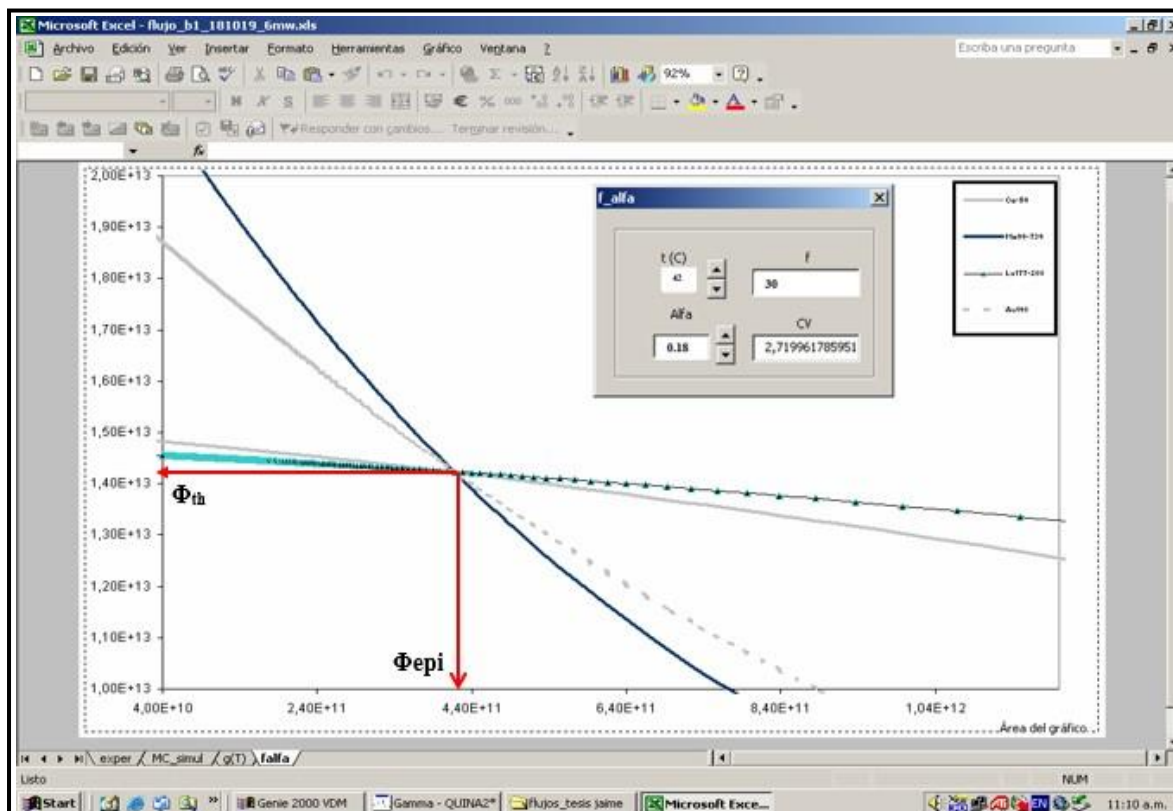 Microsoft Excel - flujo_b1_181019_6mw.xls
Archivo Edición Ver Insertar Formato Herramientas Gráfico Ventana ?
Escriba una pregunta
92%
N K S € % 000
Responder con cambios... Terminar revisión...
fx
2,00E+13
1,90E+13
1,80E+13
1,70E+13
1,60E+13
1,50E+13
1,40E+13
1,30E+13
1,20E+13
1,10E+13
1,00E+13
4,00E+10 2,40E+11 4,40E+11 6,40E+11 8,40E+11 1,04E+12
Φth
Φepi
f_alfa
t (C) f
42 30
Alfa CV
0.18 2,719961785951
Área del gráfico
exper MC_simul g(T) falfa
Listo
NUM
Start
Genie 2000 VDM
Gamma - QUINA2*
flujos_tesis jaime
Microsoft Exce...
EN
11:10 a.m.